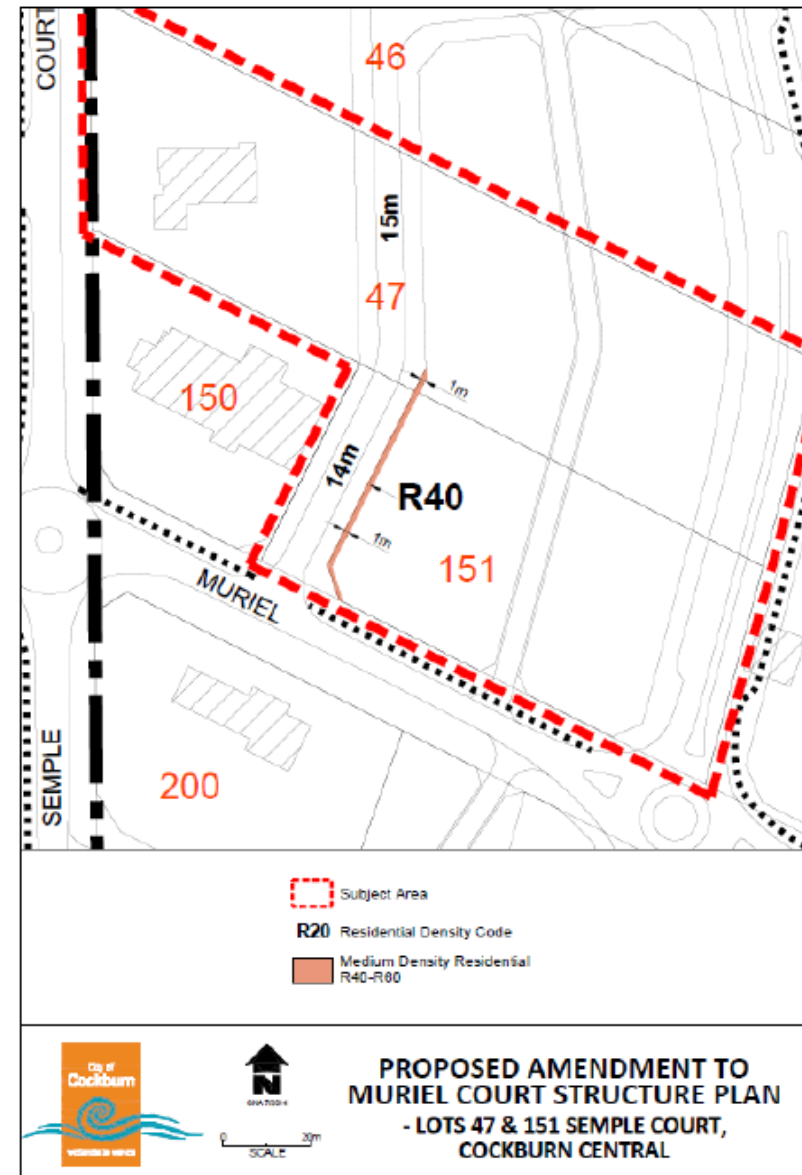 COURT
46
15m
47
1m
150
14m
R40
1m
151
MURIEL
SEMPLE
200
Subject Area
R20 Residential Density Code
Medium Density Residential
R40-R60
City of
Cockburn
N
0 20m
SCALE
PROPOSED AMENDMENT TO
MURIEL COURT STRUCTURE PLAN
- LOTS 47 & 151 SEMPLE COURT,
COCKBURN CENTRAL